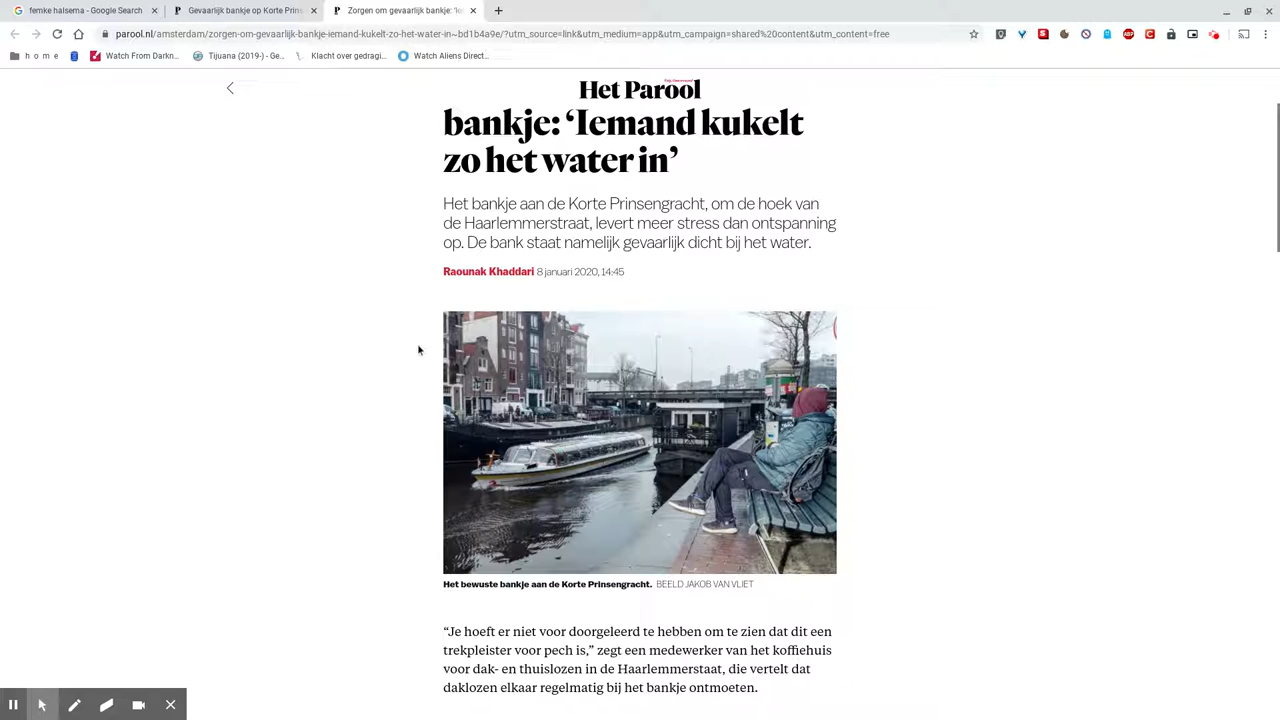 femke halsema - Google Search
Gevaarlijk bankje op Korte Prin
Zorgen om gevaarlijk bankje: 'Ie
parool.nl/amsterdam/zorgen-om-gevaarlijk-bankje-iemand-kukelt-zo-het-water-in~bd1b4a9e/?utm_source=link&utm_medium=app&utm_campaign=shared%20content&utm_content=free
h o m e
Watch From Darkn...
Tijuana (2019-) - Ge...
Klacht over gedragi...
Watch Aliens Direct...
Het Parool
bankje: ‘Iemand kukelt
zo het water in’
Het bankje aan de Korte Prinsengracht, om de hoek van
de Haarlemmerstraat, levert meer stress dan ontspanning
op. De bank staat namelijk gevaarlijk dicht bij het water.
Raounak Khaddari 8 januari 2020, 14:45
Het bewuste bankje aan de Korte Prinsengracht. BEELD JAKOB VAN VLIET
“Je hoeft er niet voor doorgeleerd te hebben om te zien dat dit een
trekpleister voor pech is,” zegt een medewerker van het koffiehuis
voor dak- en thuislozen in de Haarlemmerstaat, die vertelt dat
daklozen elkaar regelmatig bij het bankje ontmoeten.